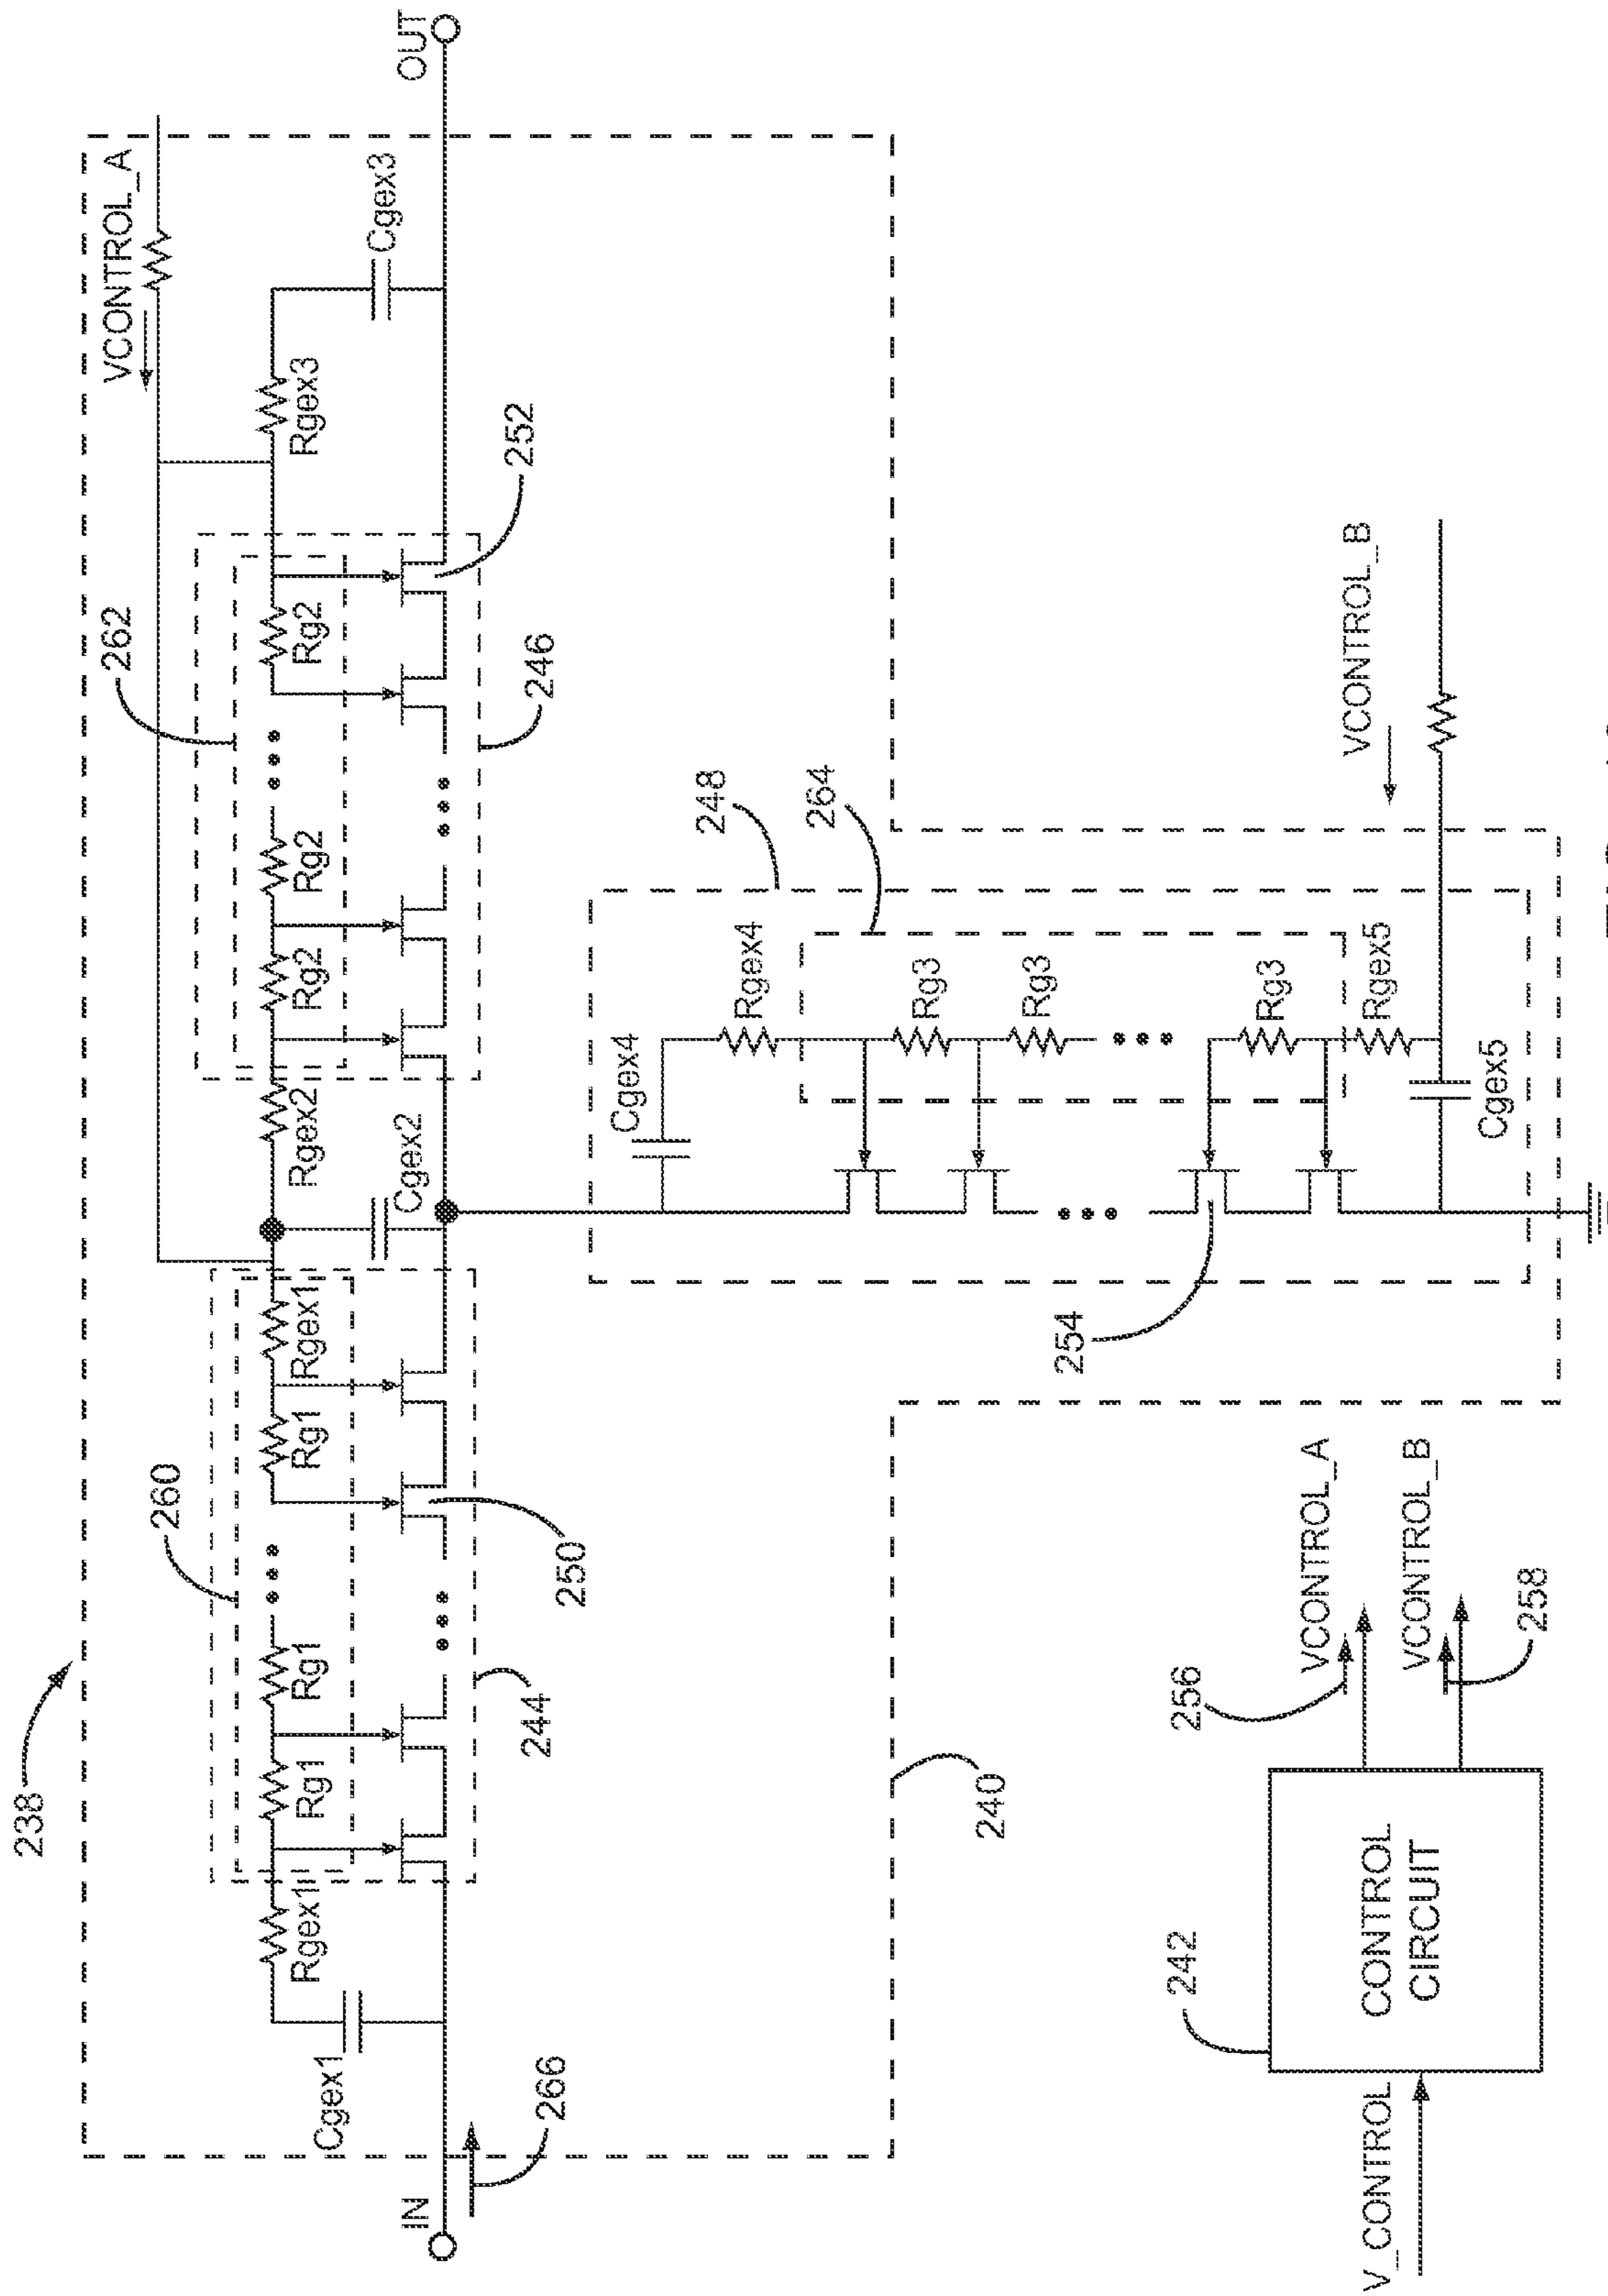 238
260
262
VCONTROL_A
IN
266
Cgex1
Rgex1
Rg1
Rg1
Rg1
Rgex1
Rgex2
Cgex2
Rg2
Rg2
Rg2
Rgex3
Cgex3
OUT
244
250
246
252
240
248
264
Cgex4
Rgex4
Rg3
Rg3
Rg3
Rgex5
Cgex5
254
VCONTROL_B
242
V_CONTROL
CONTROL
CIRCUIT
256
VCONTROL_A
VCONTROL_B
258